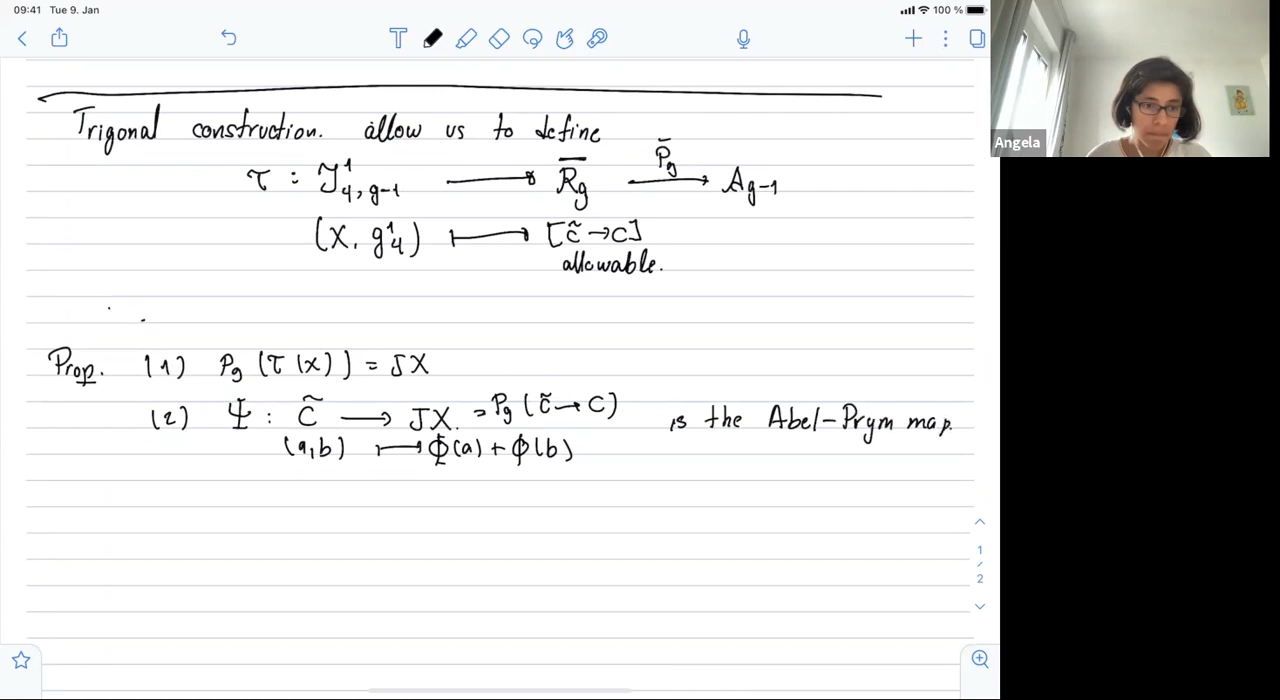 09:41 Tue 9. Jan
100 %
Angela
Trigonal construction. allow us to define
τ : 𝒥¹₄,g-1 ⟶ R̄g ⟶ Ag-1
P̄g
(X, g¹₄) ⟼ [C̃→C]
allowable.
Prop. (1) Pg (τ(X)) = JX
(2) Ψ : C̃ ⟶ JX. = Pg (C̃→C) is the Abel-Prym map.
(a,b) ⟼ Φ(a) + Φ(b)
1
2